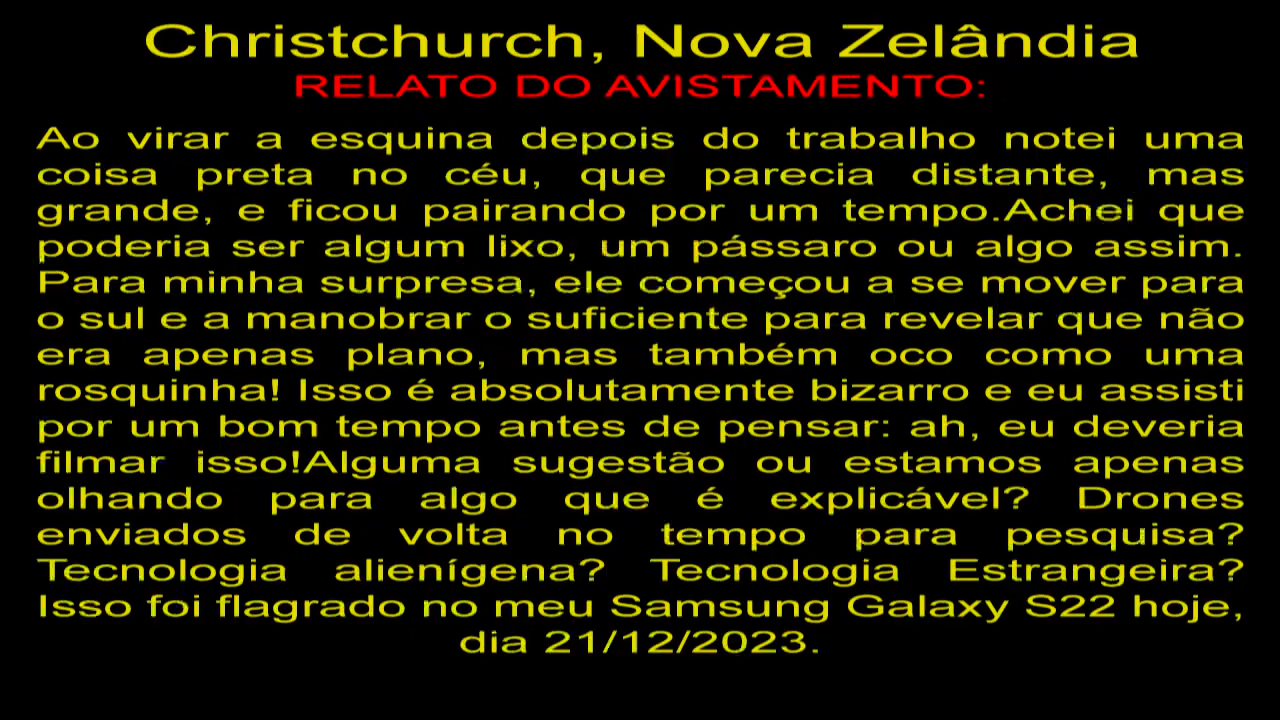 Christchurch, Nova Zelândia
RELATO DO AVISTAMENTO:
Ao virar a esquina depois do trabalho notei uma
coisa preta no céu, que parecia distante, mas
grande, e ficou pairando por um tempo.Achei que
poderia ser algum lixo, um pássaro ou algo assim.
Para minha surpresa, ele começou a se mover para
o sul e a manobrar o suficiente para revelar que não
era apenas plano, mas também oco como uma
rosquinha! Isso é absolutamente bizarro e eu assisti
por um bom tempo antes de pensar: ah, eu deveria
filmar isso!Alguma sugestão ou estamos apenas
olhando para algo que é explicável? Drones
enviados de volta no tempo para pesquisa?
Tecnologia alienígena? Tecnologia Estrangeira?
Isso foi flagrado no meu Samsung Galaxy S22 hoje,
dia 21/12/2023.